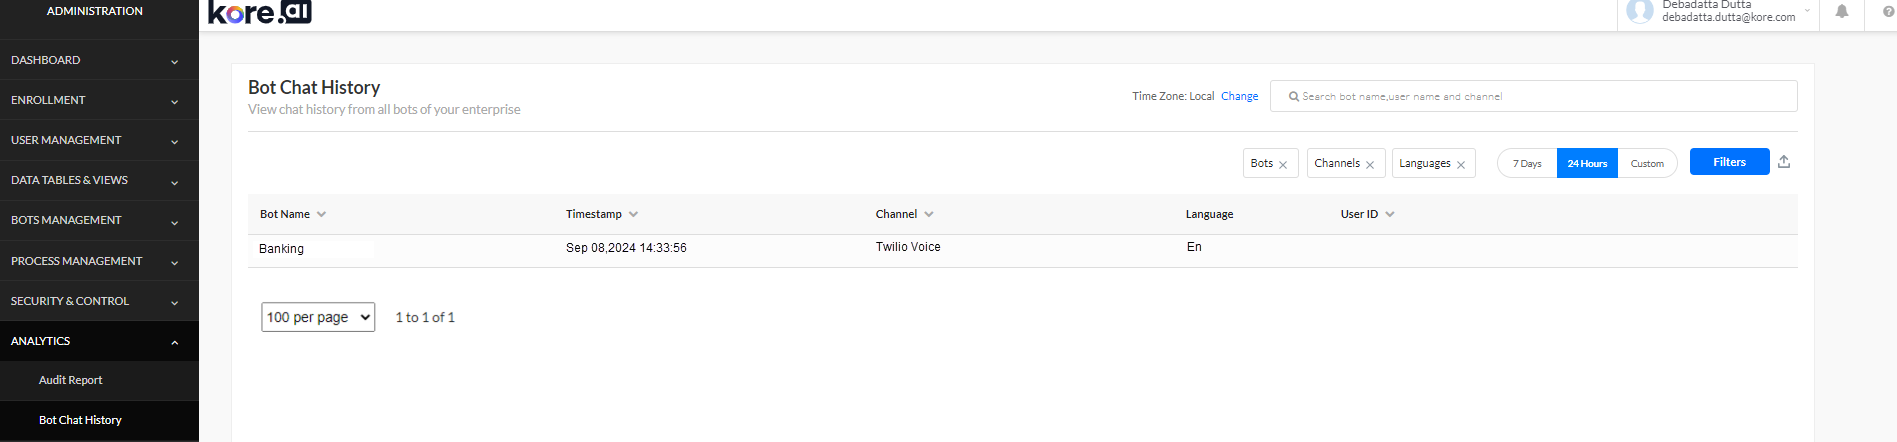 ADMINISTRATION
DASHBOARD
ENROLLMENT
USER MANAGEMENT
DATA TABLES & VIEWS
BOTS MANAGEMENT
PROCESS MANAGEMENT
SECURITY & CONTROL
ANALYTICS
Audit Report
Bot Chat History
kore.ai
Debadatta Dutta
debadatta.dutta@kore.com
Bot Chat History
View chat history from all bots of your enterprise
Time Zone: Local Change
Search bot name,user name and channel
Bots Channels Languages 7 Days 24 Hours Custom Filters
Bot Name Timestamp Channel Language User ID
Banking Sep 08,2024 14:33:56 Twilio Voice En
100 per page 1 to 1 of 1